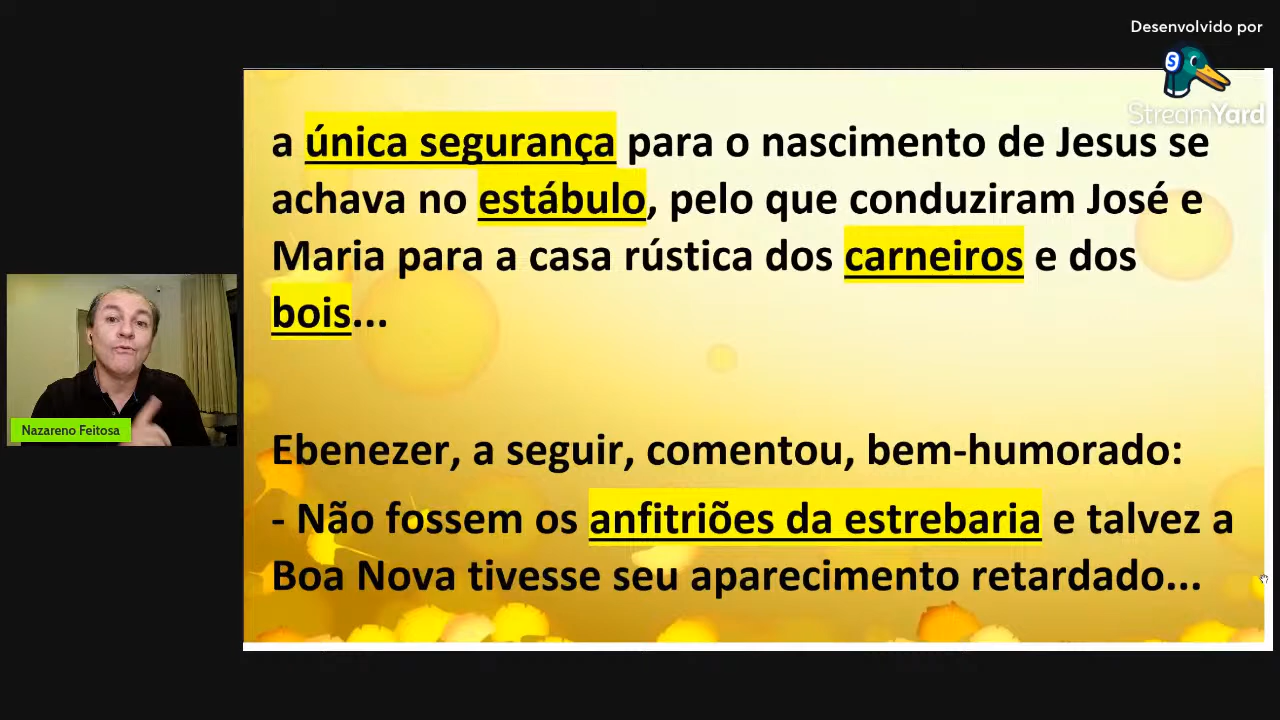 Desenvolvido por
StreamYard
a única segurança para o nascimento de Jesus se
achava no estábulo, pelo que conduziram José e
Maria para a casa rústica dos carneiros e dos
bois...
Ebenezer, a seguir, comentou, bem-humorado:
- Não fossem os anfitriões da estrebaria e talvez a
Boa Nova tivesse seu aparecimento retardado...
Nazareno Feitosa